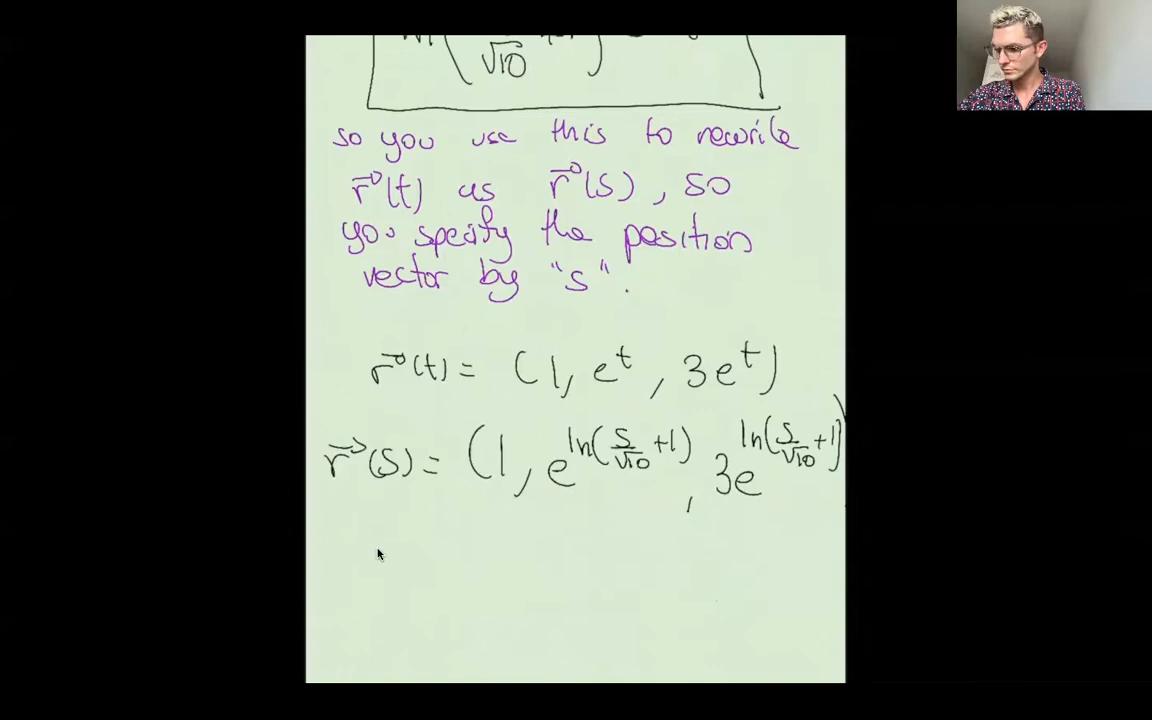 √10
so you use this to rewrite
r⃗(t) as r⃗(s), so
you specify the position
vector by "s".
r⃗(t) = (1, e^t, 3e^t)
r⃗(s) = (1, e^ln(s/√10 +1), 3e^ln(s/√10 +1))